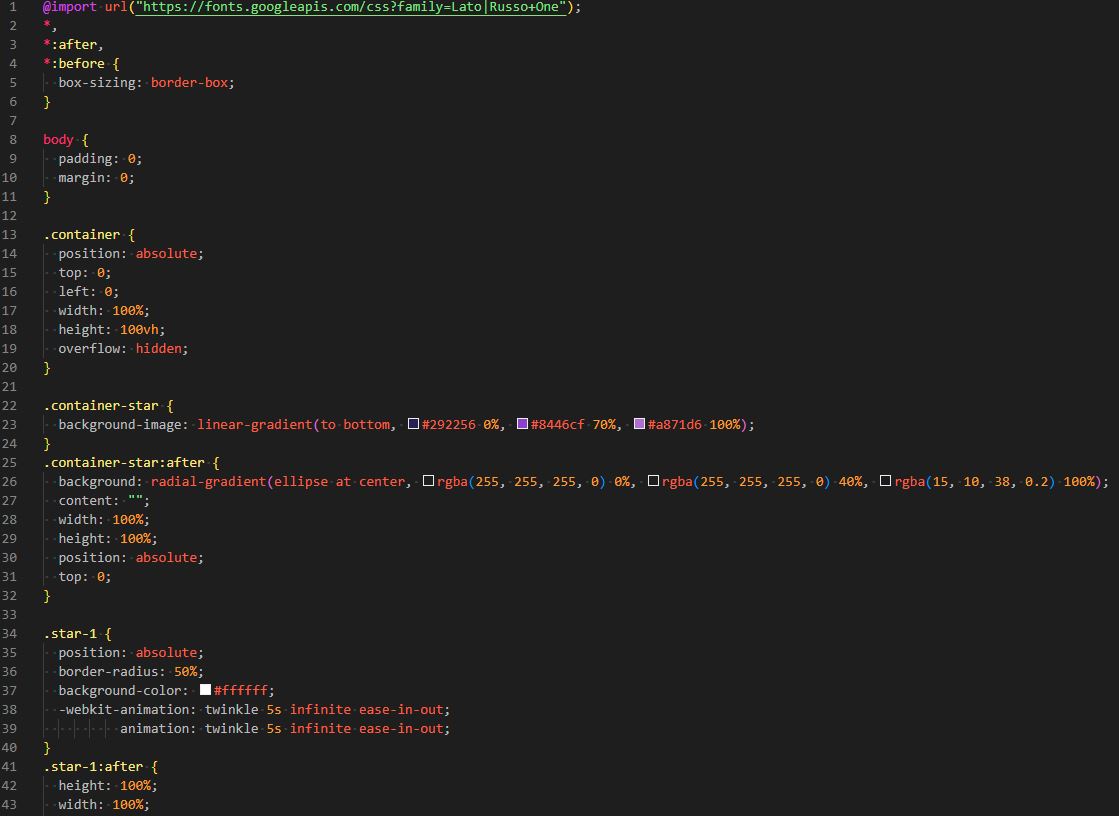 1 @import url("https://fonts.googleapis.com/css?family=Lato|Russo+One");
2 *,
3 *:after,
4 *:before {
5   box-sizing: border-box;
6 }
7
8 body {
9   padding: 0;
10   margin: 0;
11 }
12
13 .container {
14   position: absolute;
15   top: 0;
16   left: 0;
17   width: 100%;
18   height: 100vh;
19   overflow: hidden;
20 }
21
22 .container-star {
23   background-image: linear-gradient(to bottom, #292256 0%, #8446cf 70%, #a871d6 100%);
24 }
25 .container-star:after {
26   background: radial-gradient(ellipse at center, rgba(255, 255, 255, 0) 0%, rgba(255, 255, 255, 0) 40%, rgba(15, 10, 38, 0.2) 100%);
27   content: "";
28   width: 100%;
29   height: 100%;
30   position: absolute;
31   top: 0;
32 }
33
34 .star-1 {
35   position: absolute;
36   border-radius: 50%;
37   background-color: #ffffff;
38   -webkit-animation: twinkle 5s infinite ease-in-out;
39           animation: twinkle 5s infinite ease-in-out;
40 }
41 .star-1:after {
42   height: 100%;
43   width: 100%;